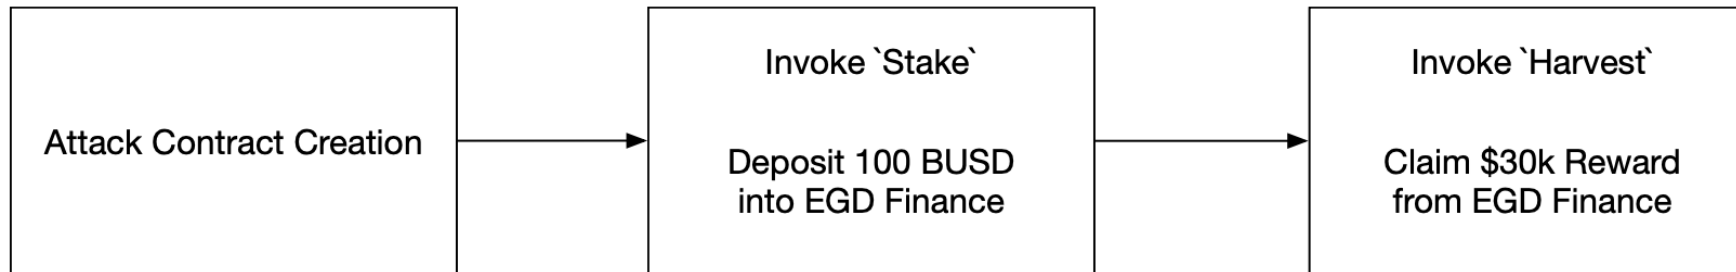 Attack Contract Creation
Invoke `Stake`
Deposit 100 BUSD
into EGD Finance
Invoke `Harvest`
Claim $30k Reward
from EGD Finance